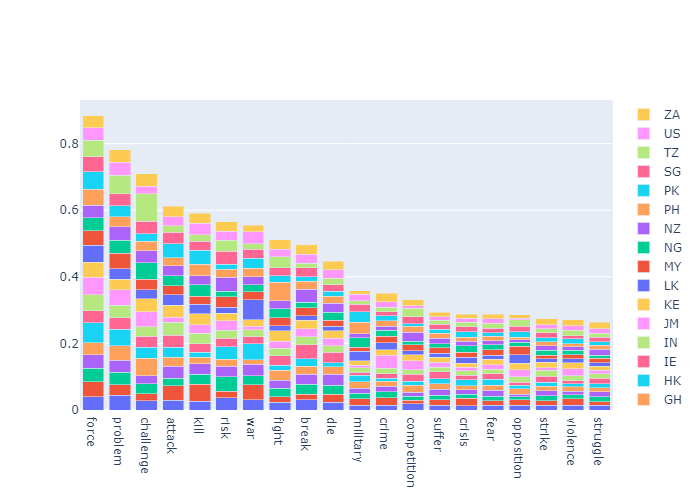 0.8
0.6
0.4
0.2
0
force
problem
challenge
attack
kill
risk
war
fight
break
die
military
crime
competition
suffer
crisis
fear
opposition
strike
violence
struggle
ZA
US
TZ
SG
PK
PH
NZ
NG
MY
LK
KE
JM
IN
IE
HK
GH